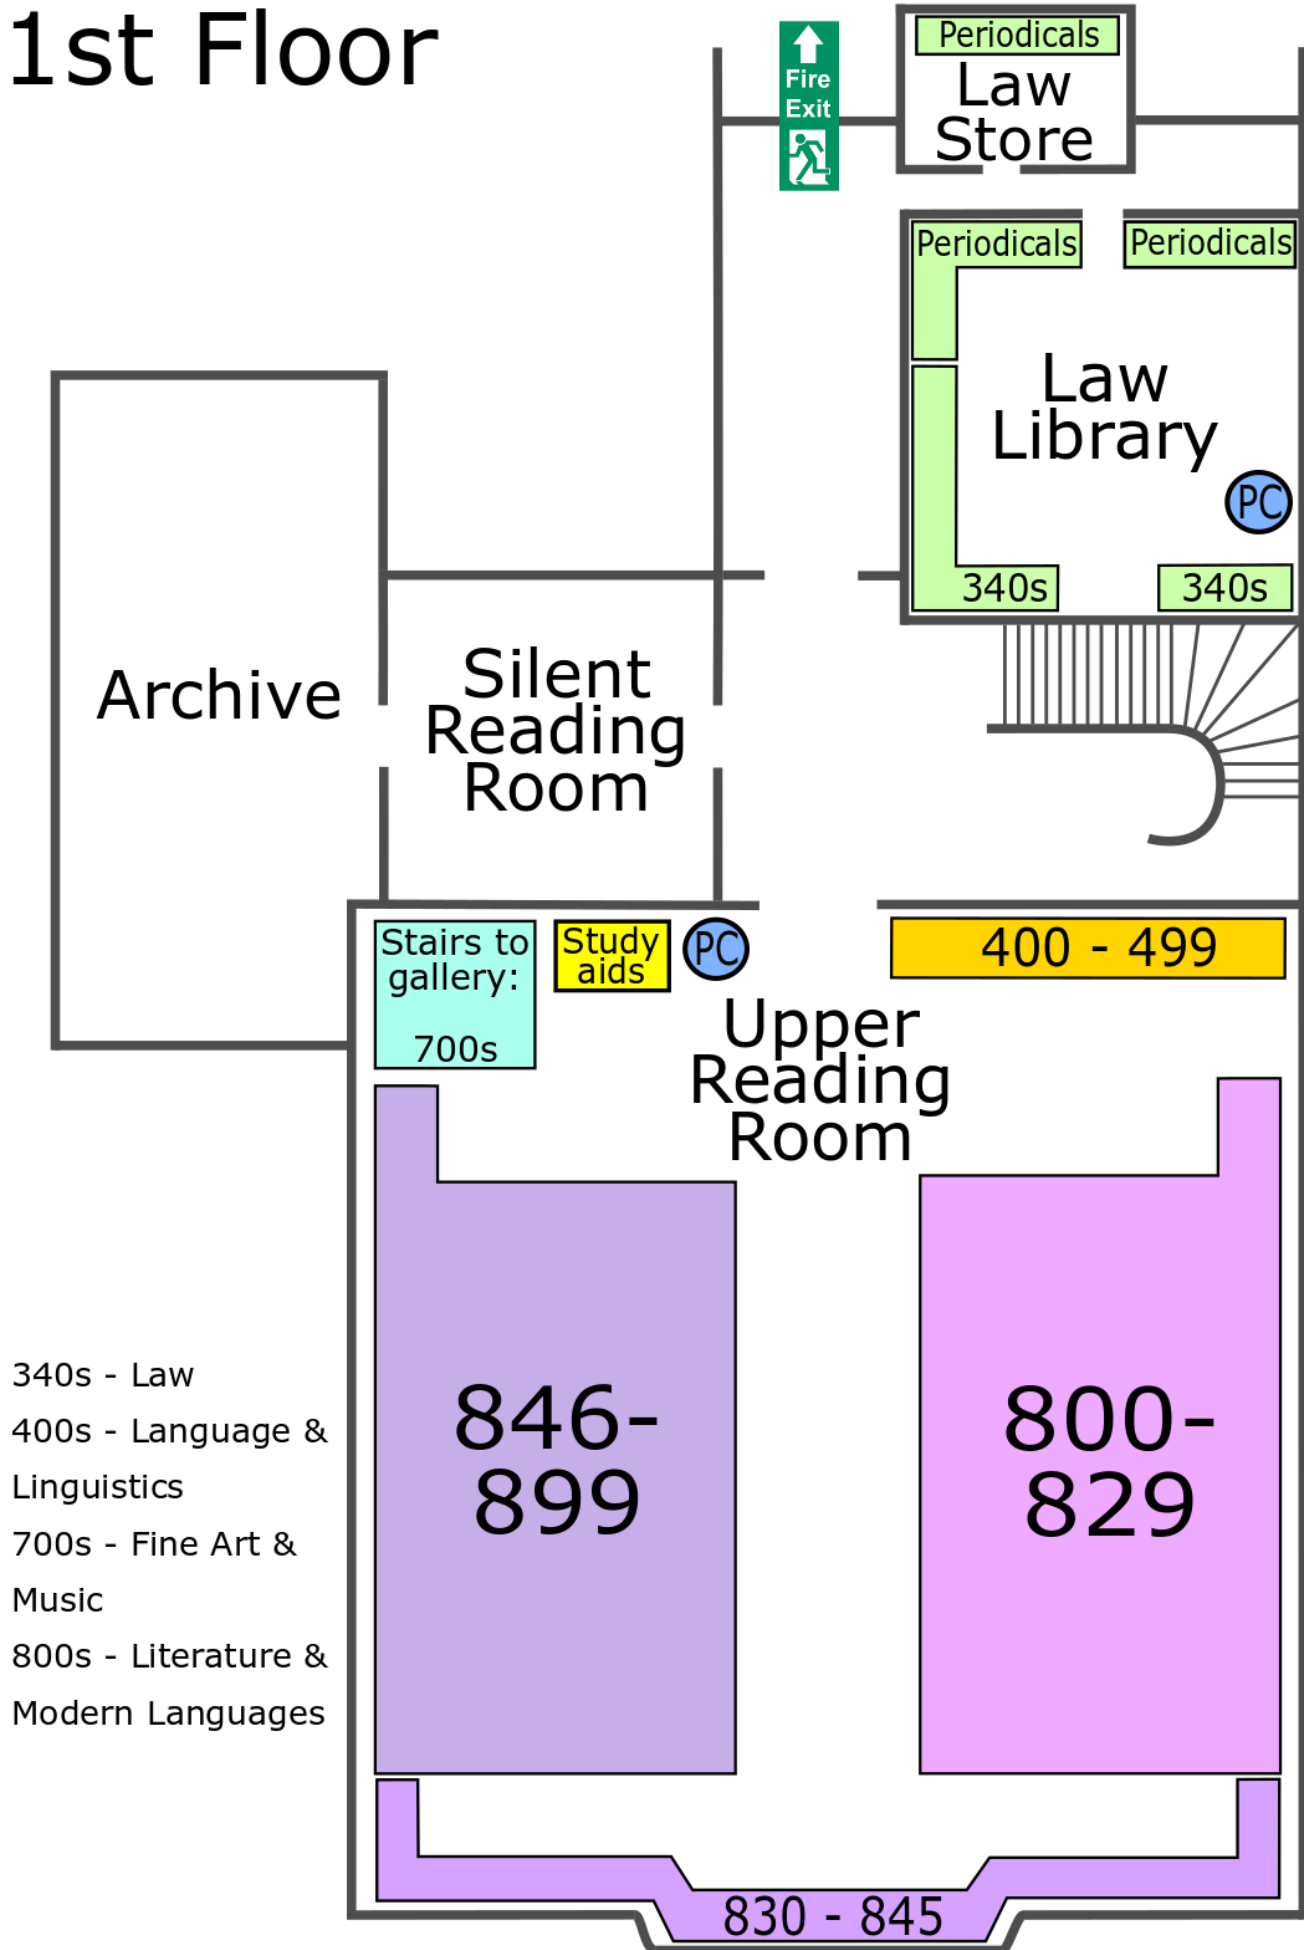 1st Floor
Fire
Exit
Periodicals
Law
Store
Periodicals
Periodicals
Law
Library
PC
340s
340s
Archive
Silent
Reading
Room
Stairs to
gallery:
700s
Study
aids
PC
400 - 499
Upper
Reading
Room
846-
899
800-
829
340s - Law
400s - Language &
Linguistics
700s - Fine Art &
Music
800s - Literature &
Modern Languages
830 - 845